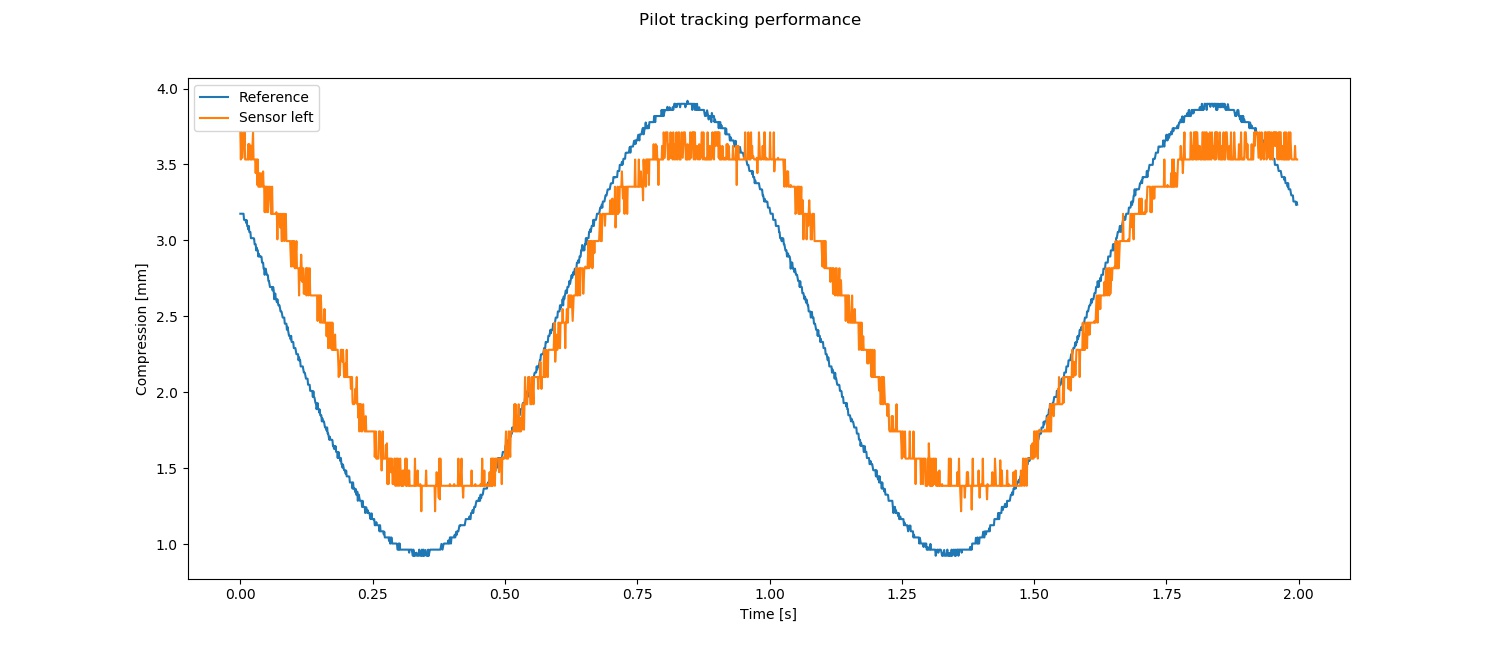 Pilot tracking performance
Reference
Sensor left
4.0
3.5
3.0
2.5
2.0
1.5
1.0
Compression [mm]
0.00 0.25 0.50 0.75 1.00 1.25 1.50 1.75 2.00
Time [s]